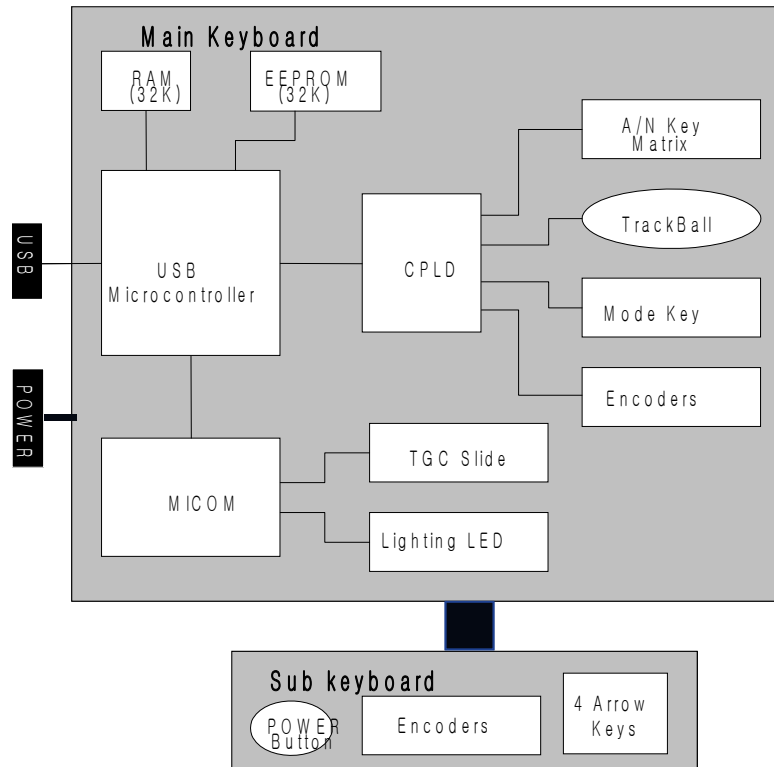 Main Keyboard
RAM
(32K)
EEPROM
(32K)
A/N Key
Matrix
TrackBall
USB
USB
Microcontroller
CPLD
Mode Key
POWER
Encoders
TGC Slide
MICOM
Lighting LED
Sub keyboard
POWER
Button
Encoders
4 Arrow
Keys